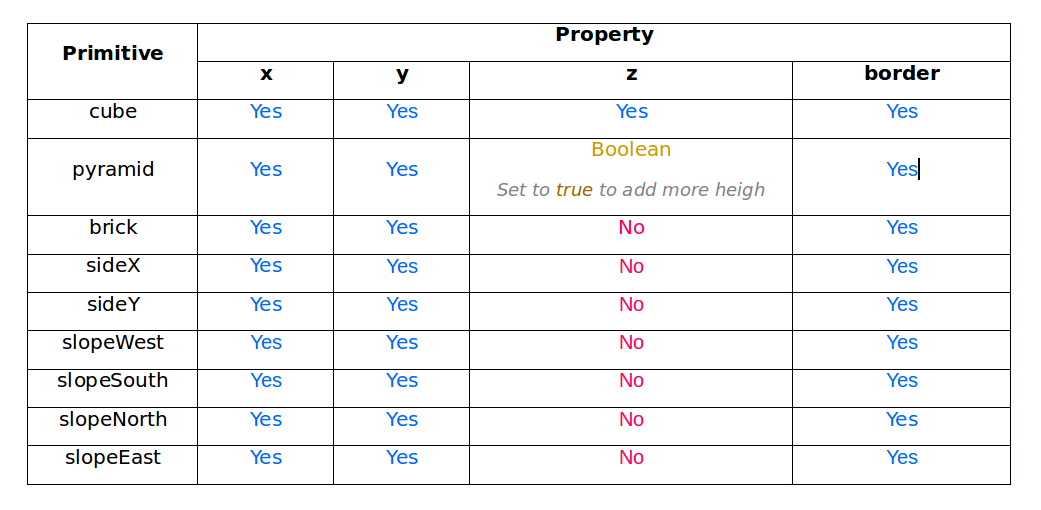 Primitive Property
x y z border
cube Yes Yes Yes Yes
pyramid Yes Yes Boolean Yes
Set to true to add more heigh
brick Yes Yes No Yes
sideX Yes Yes No Yes
sideY Yes Yes No Yes
slopeWest Yes Yes No Yes
slopeSouth Yes Yes No Yes
slopeNorth Yes Yes No Yes
slopeEast Yes Yes No Yes